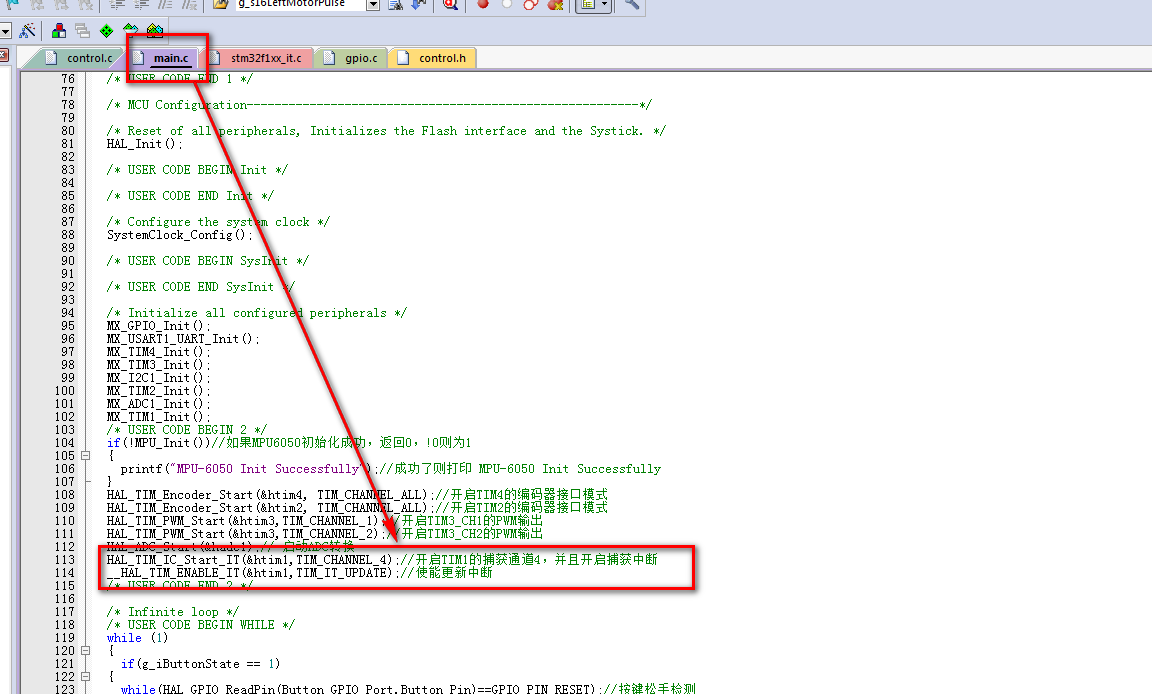 g_s16LeftMotorPulse
control.c main.c stm32f1xx_it.c gpio.c control.h
76 /* USER CODE END 1 */
77
78 /* MCU Configuration--------------------------------------------------------*/
79
80 /* Reset of all peripherals, Initializes the Flash interface and the Systick. */
81 HAL_Init();
82
83 /* USER CODE BEGIN Init */
84
85 /* USER CODE END Init */
86
87 /* Configure the system clock */
88 SystemClock_Config();
89
90 /* USER CODE BEGIN SysInit */
91
92 /* USER CODE END SysInit */
93
94 /* Initialize all configured peripherals */
95 MX_GPIO_Init();
96 MX_USART1_UART_Init();
97 MX_TIM4_Init();
98 MX_TIM3_Init();
99 MX_I2C1_Init();
100 MX_TIM2_Init();
101 MX_ADC1_Init();
102 MX_TIM1_Init();
103 /* USER CODE BEGIN 2 */
104 if(!MPU_Init())//如果MPU6050初始化成功，返回0，!0则为1
105 {
106 printf("MPU-6050 Init Successfully");//成功了则打印 MPU-6050 Init Successfully
107 }
108 HAL_TIM_Encoder_Start(&htim4, TIM_CHANNEL_ALL);//开启TIM4的编码器接口模式
109 HAL_TIM_Encoder_Start(&htim2, TIM_CHANNEL_ALL);//开启TIM2的编码器接口模式
110 HAL_TIM_PWM_Start(&htim3,TIM_CHANNEL_1);//开启TIM3_CH1的PWM输出
111 HAL_TIM_PWM_Start(&htim3,TIM_CHANNEL_2);//开启TIM3_CH2的PWM输出
112 HAL_ADC_Start(&hadc1);// 启动ADC转换
113 HAL_TIM_IC_Start_IT(&htim1,TIM_CHANNEL_4);//开启TIM1的捕获通道4，并且开启捕获中断
114 __HAL_TIM_ENABLE_IT(&htim1,TIM_IT_UPDATE);//使能更新中断
115 /* USER CODE END 2 */
116
117 /* Infinite loop */
118 /* USER CODE BEGIN WHILE */
119 while (1)
120 {
121 if(g_iButtonState == 1)
122 {
123 while(HAL_GPIO_ReadPin(Button_GPIO_Port,Button_Pin)==GPIO_PIN_RESET);//按键松手检测